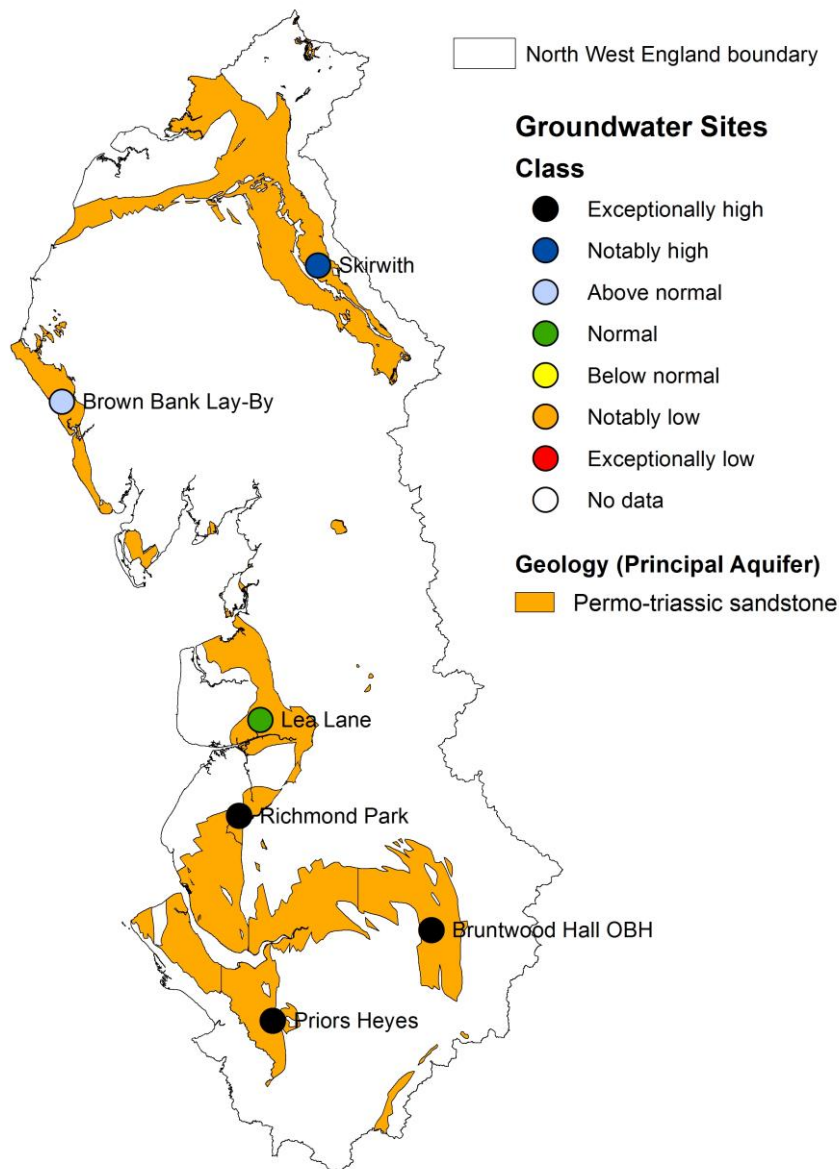 North West England boundary
Groundwater Sites
Class
Exceptionally high
Notably high
Above normal
Normal
Below normal
Notably low
Exceptionally low
No data
Geology (Principal Aquifer)
Permo-triassic sandstone
Skirwith
Brown Bank Lay-By
Lea Lane
Richmond Park
Bruntwood Hall OBH
Priors Heyes